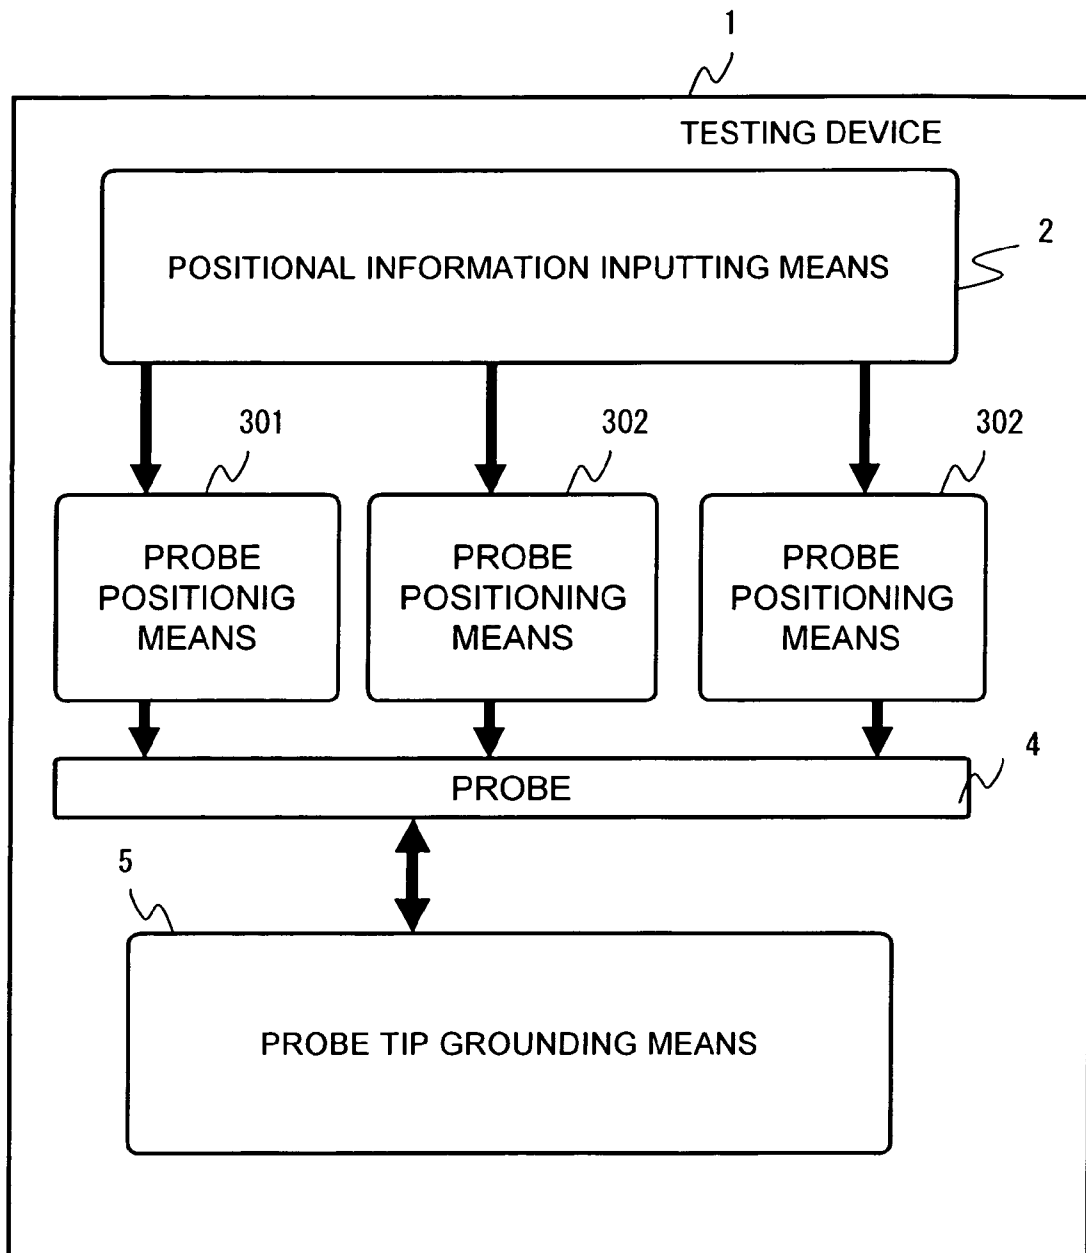 1
TESTING DEVICE
2
POSITIONAL INFORMATION INPUTTING MEANS
301
302
302
PROBE
POSITIONIG
MEANS
PROBE
POSITIONING
MEANS
PROBE
POSITIONING
MEANS
4
PROBE
5
PROBE TIP GROUNDING MEANS